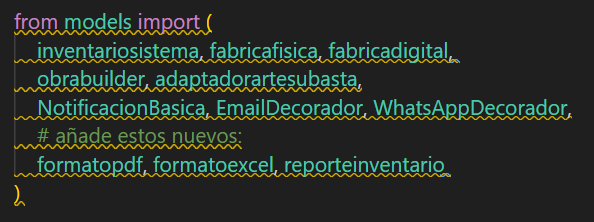 from models import (
inventariosistema, fabricafisica, fabricadigital,
obrabuilder, adaptadorartesubasta,
NotificacionBasica, EmailDecorador, WhatsAppDecorador,
# añade estos nuevos:
formatopdf, formatoexcel, reporteinventario
)